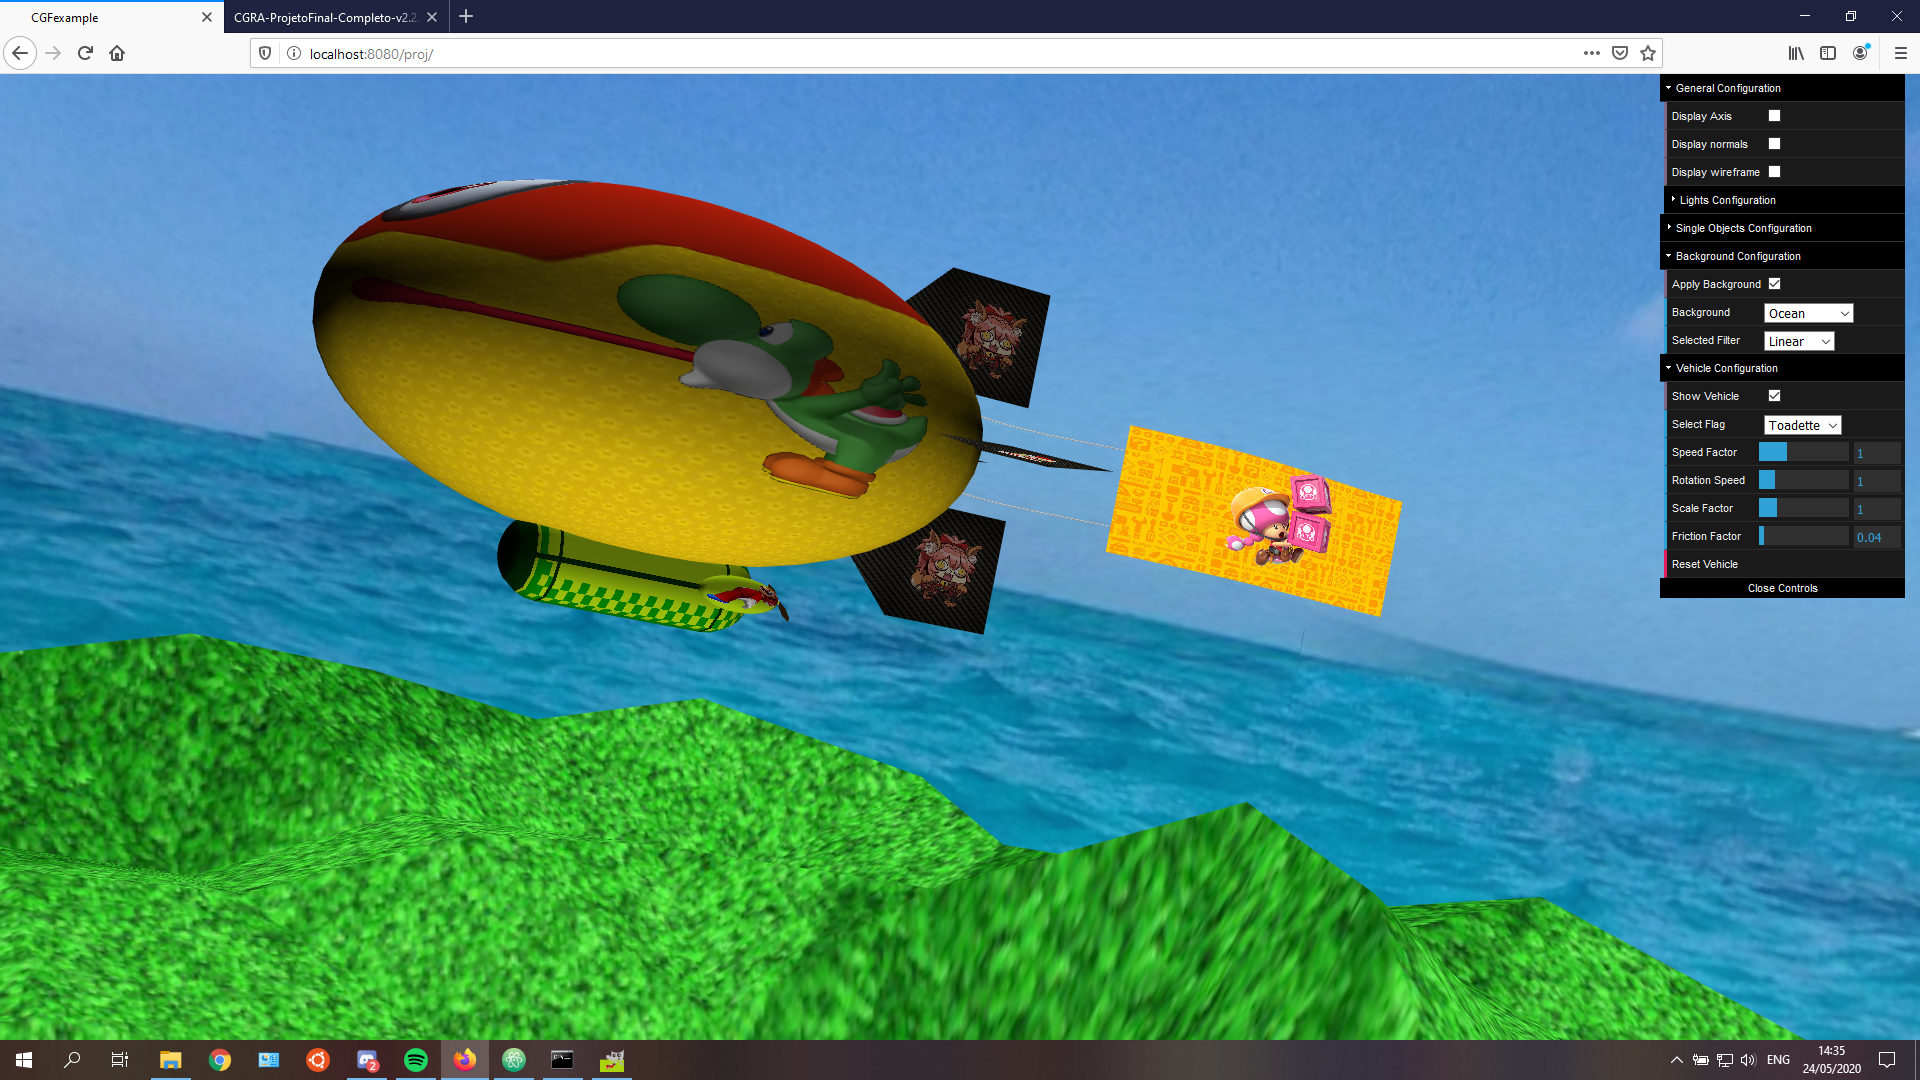 CGFexample
CGRA-ProjetoFinal-Completo-v2.2
localhost:8080/proj/
General Configuration
Display Axis
Display normals
Display wireframe
Lights Configuration
Single Objects Configuration
Background Configuration
Apply Background
Background Ocean
Selected Filter Linear
Vehicle Configuration
Show Vehicle
Select Flag Toadette
Speed Factor 1
Rotation Speed 1
Scale Factor 1
Friction Factor 0.04
Reset Vehicle
Close Controls
2
ENG
14:35
24/05/2020